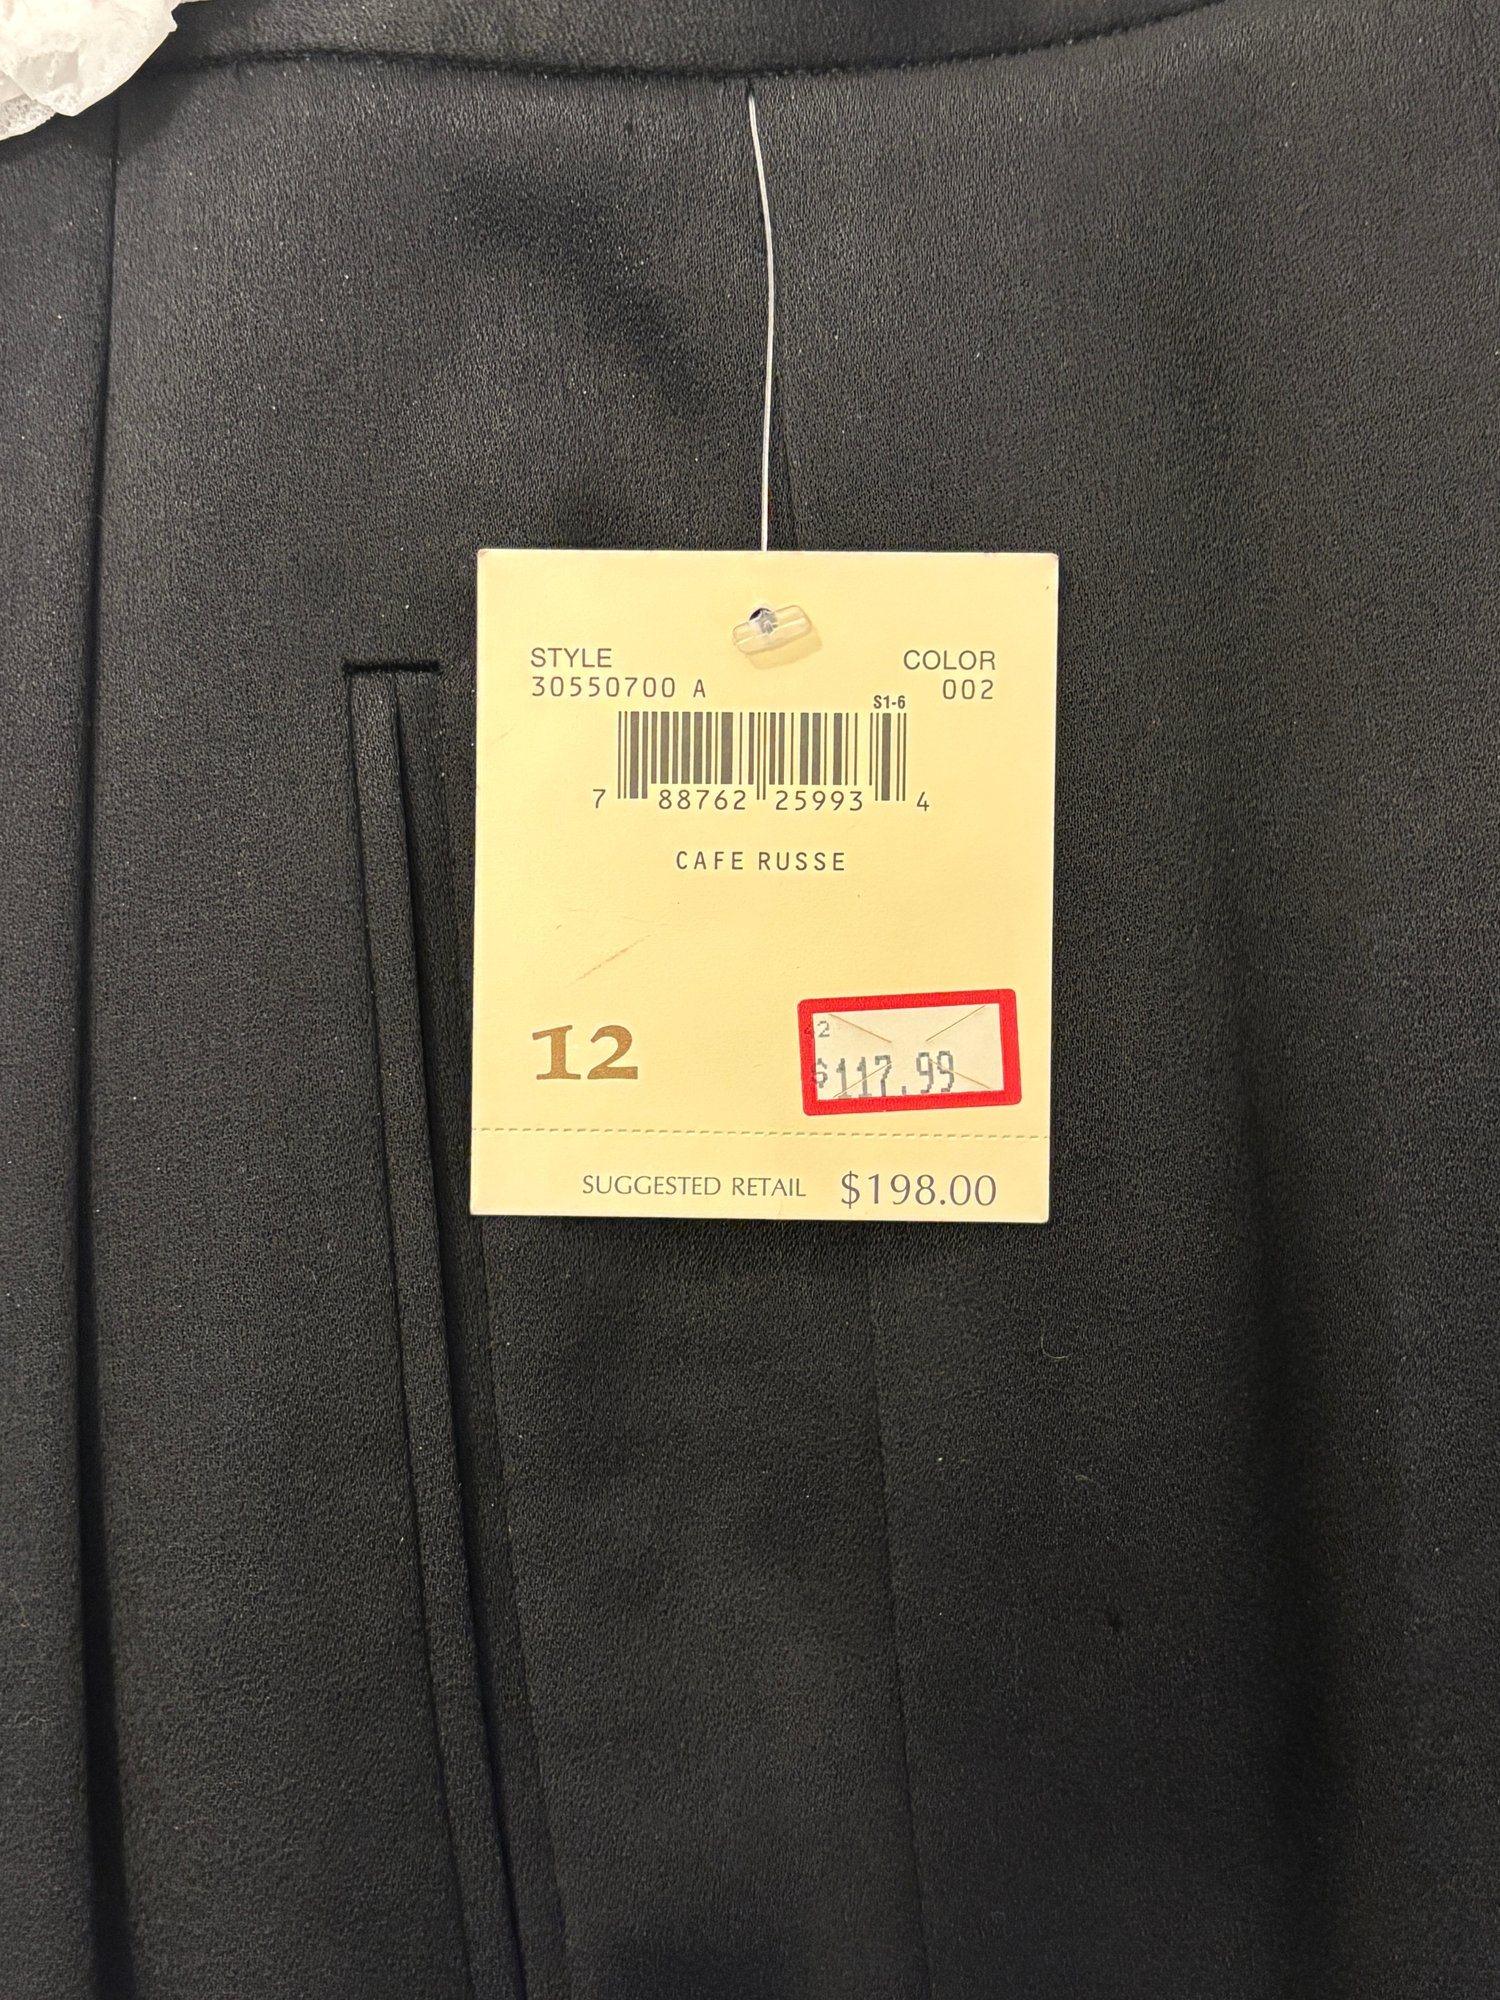 STYLE
30550700 A
COLOR
002
S1-6
7 88762 25993 4
CAFE RUSSE
12
2
$117.99
SUGGESTED RETAIL $198.00